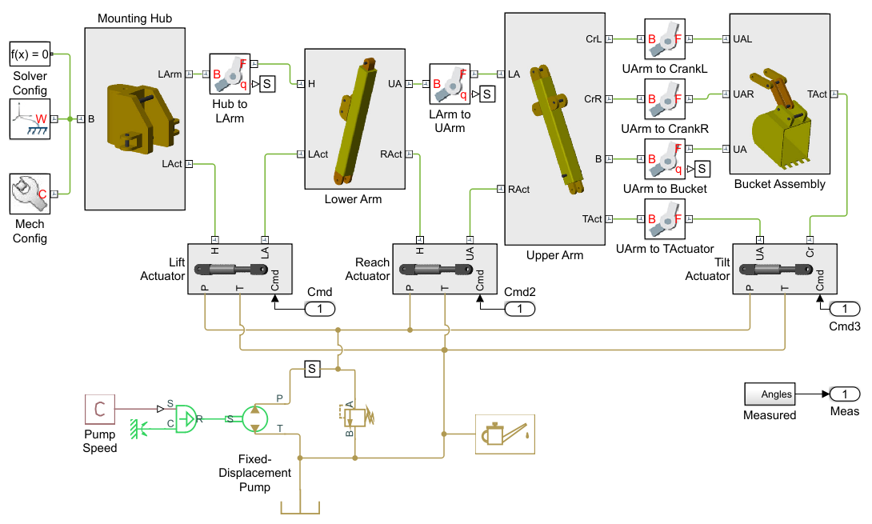 Mounting Hub
f(x) = 0
Solver
Config
W
C
Mech
Config
B
LArm
LAct
B
F
q
S
Hub to
LArm
H
UA
LAct
RAct
Lower Arm
B
F
q
S
LArm to
UArm
LA
CrL
CrR
B
RAct
TAct
Upper Arm
B
F
UArm to CrankL
B
F
UArm to CrankR
B
F
q
S
UArm to Bucket
B
F
UArm to TActuator
UAL
UAR
UA
TAct
Bucket Assembly
Lift
Actuator
H
LA
P
T
Cmd
Cmd
1
Reach
Actuator
H
UA
P
T
Cmd
Cmd2
1
Tilt
Actuator
UA
Cr
P
T
Cmd
1
Cmd3
S
P
C
Pump
Speed
S
C
R
S
T
A
B
Fixed-
Displacement
Pump
Angles
Measured
1
Meas